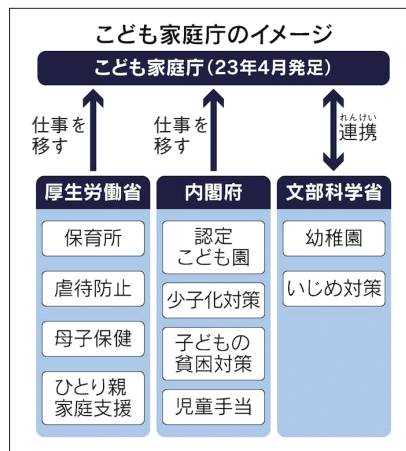 こども家庭庁のイメージ
こども家庭庁(23年4月発足)
仕事を
移す
仕事を
移す
れんけい
連携
厚生労働省
保育所
虐待防止
母子保健
ひとり親
家庭支援
内閣府
認定
こども園
少子化対策
子どもの
貧困対策
児童手当
文部科学省
幼稚園
いじめ対策